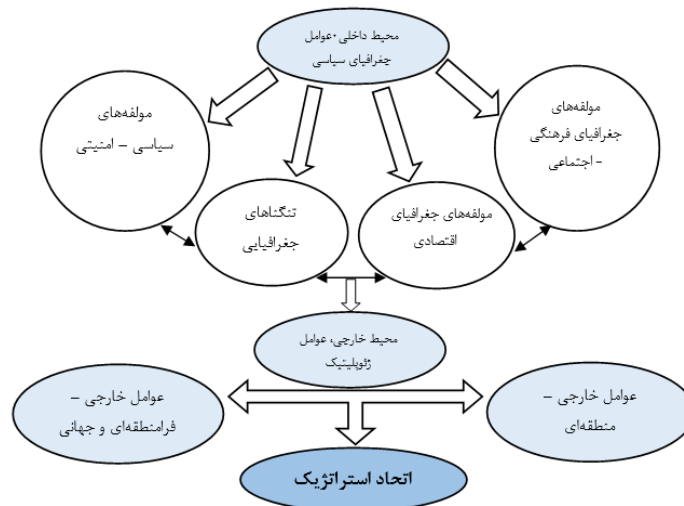 محیط داخلی،عوامل
جغرافیای سیاسی
مولفه‌های
جغرافیای فرهنگی
- اجتماعی
مولفه‌های
سیاسی – امنیتی
مولفه‌های جغرافیای
اقتصادی
تنگناهای
جغرافیایی
محیط خارجی، عوامل
ژئوپلیتیک
عوامل خارجی –
منطقه‌ای
عوامل خارجی –
فرامنطقه‌ای و جهانی
اتحاد استراتژیک